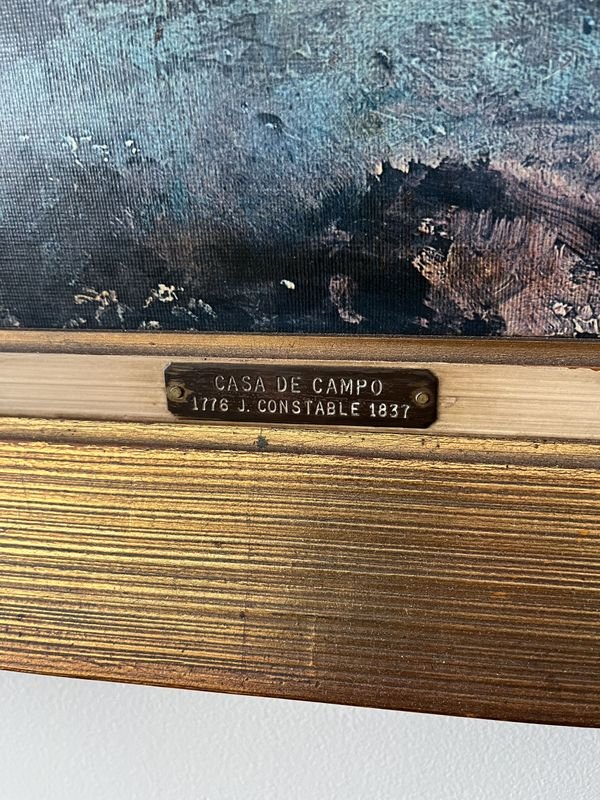 CASA DE CAMPO
1776 J. CONSTABLE 1837